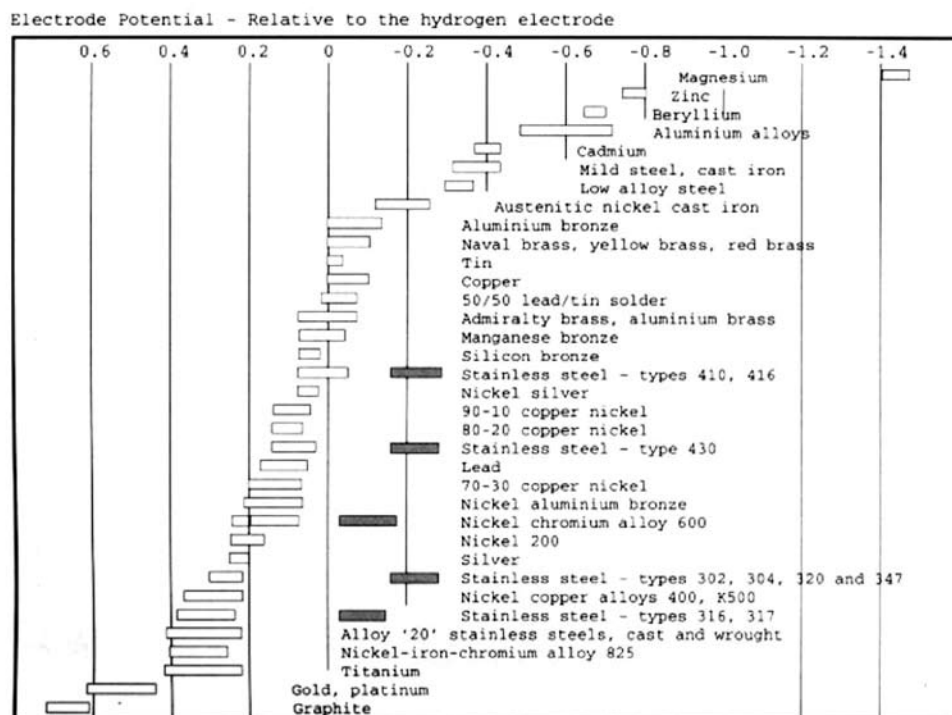 Electrode Potential - Relative to the hydrogen electrode
0.6 0.4 0.2 0 -0.2 -0.4 -0.6 -0.8 -1.0 -1.2 -1.4
Magnesium
Zinc
Beryllium
Aluminium alloys
Cadmium
Mild steel, cast iron
Low alloy steel
Austenitic nickel cast iron
Aluminium bronze
Naval brass, yellow brass, red brass
Tin
Copper
50/50 lead/tin solder
Admiralty brass, aluminium brass
Manganese bronze
Silicon bronze
Stainless steel - types 410, 416
Nickel silver
90-10 copper nickel
80-20 copper nickel
Stainless steel - type 430
Lead
70-30 copper nickel
Nickel aluminium bronze
Nickel chromium alloy 600
Nickel 200
Silver
Stainless steel - types 302, 304, 320 and 347
Nickel copper alloys 400, K500
Stainless steel - types 316, 317
Alloy '20' stainless steels, cast and wrought
Nickel-iron-chromium alloy 825
Titanium
Gold, platinum
Graphite